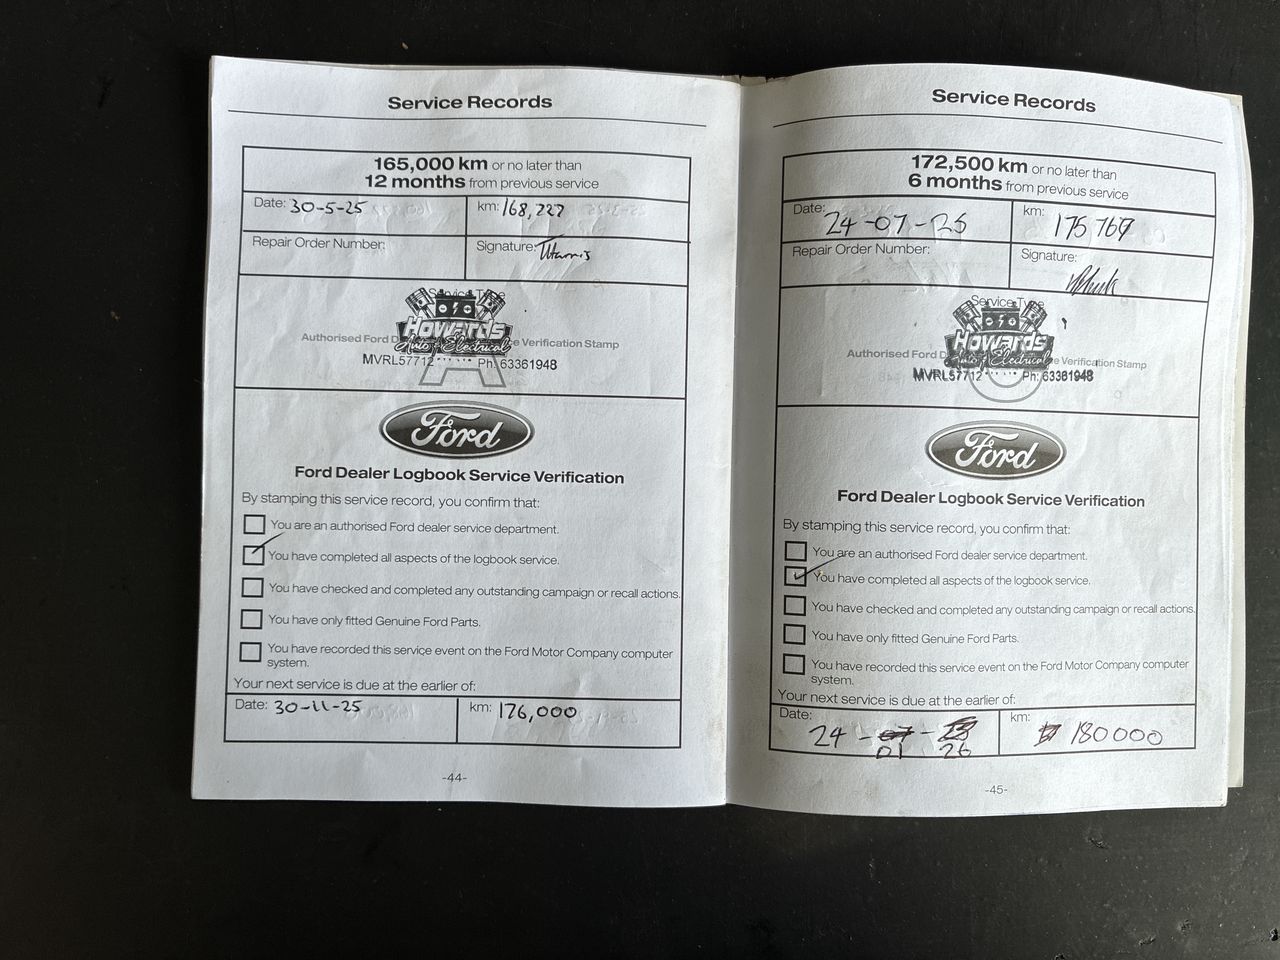 Service Records
165,000 km or no later than
12 months from previous service
Date: 30-5-25 km: 168,227
Repair Order Number: Signature: THarris
Service Type
Howards
Auto & Electrical
Authorised Ford D e Verification Stamp
MVRL57712 Ph: 63361948
Ford
Ford Dealer Logbook Service Verification
By stamping this service record, you confirm that:
You are an authorised Ford dealer service department.
You have completed all aspects of the logbook service.
You have checked and completed any outstanding campaign or recall actions.
You have only fitted Genuine Ford Parts.
You have recorded this service event on the Ford Motor Company computer
system.
Your next service is due at the earlier of:
Date: 30-11-25 km: 176,000
-44-
Service Records
172,500 km or no later than
6 months from previous service
Date: 24-07-25 km: 175 767
Repair Order Number: Signature:
Service Type
Howards
Auto & Electrical
Authorised Ford D e Verification Stamp
MVRL57712 Ph: 63361948
Ford
Ford Dealer Logbook Service Verification
By stamping this service record, you confirm that:
You are an authorised Ford dealer service department.
You have completed all aspects of the logbook service.
You have checked and completed any outstanding campaign or recall actions.
You have only fitted Genuine Ford Parts.
You have recorded this service event on the Ford Motor Company computer
system.
Your next service is due at the earlier of:
Date: 24-01-26 km: 180000
-45-